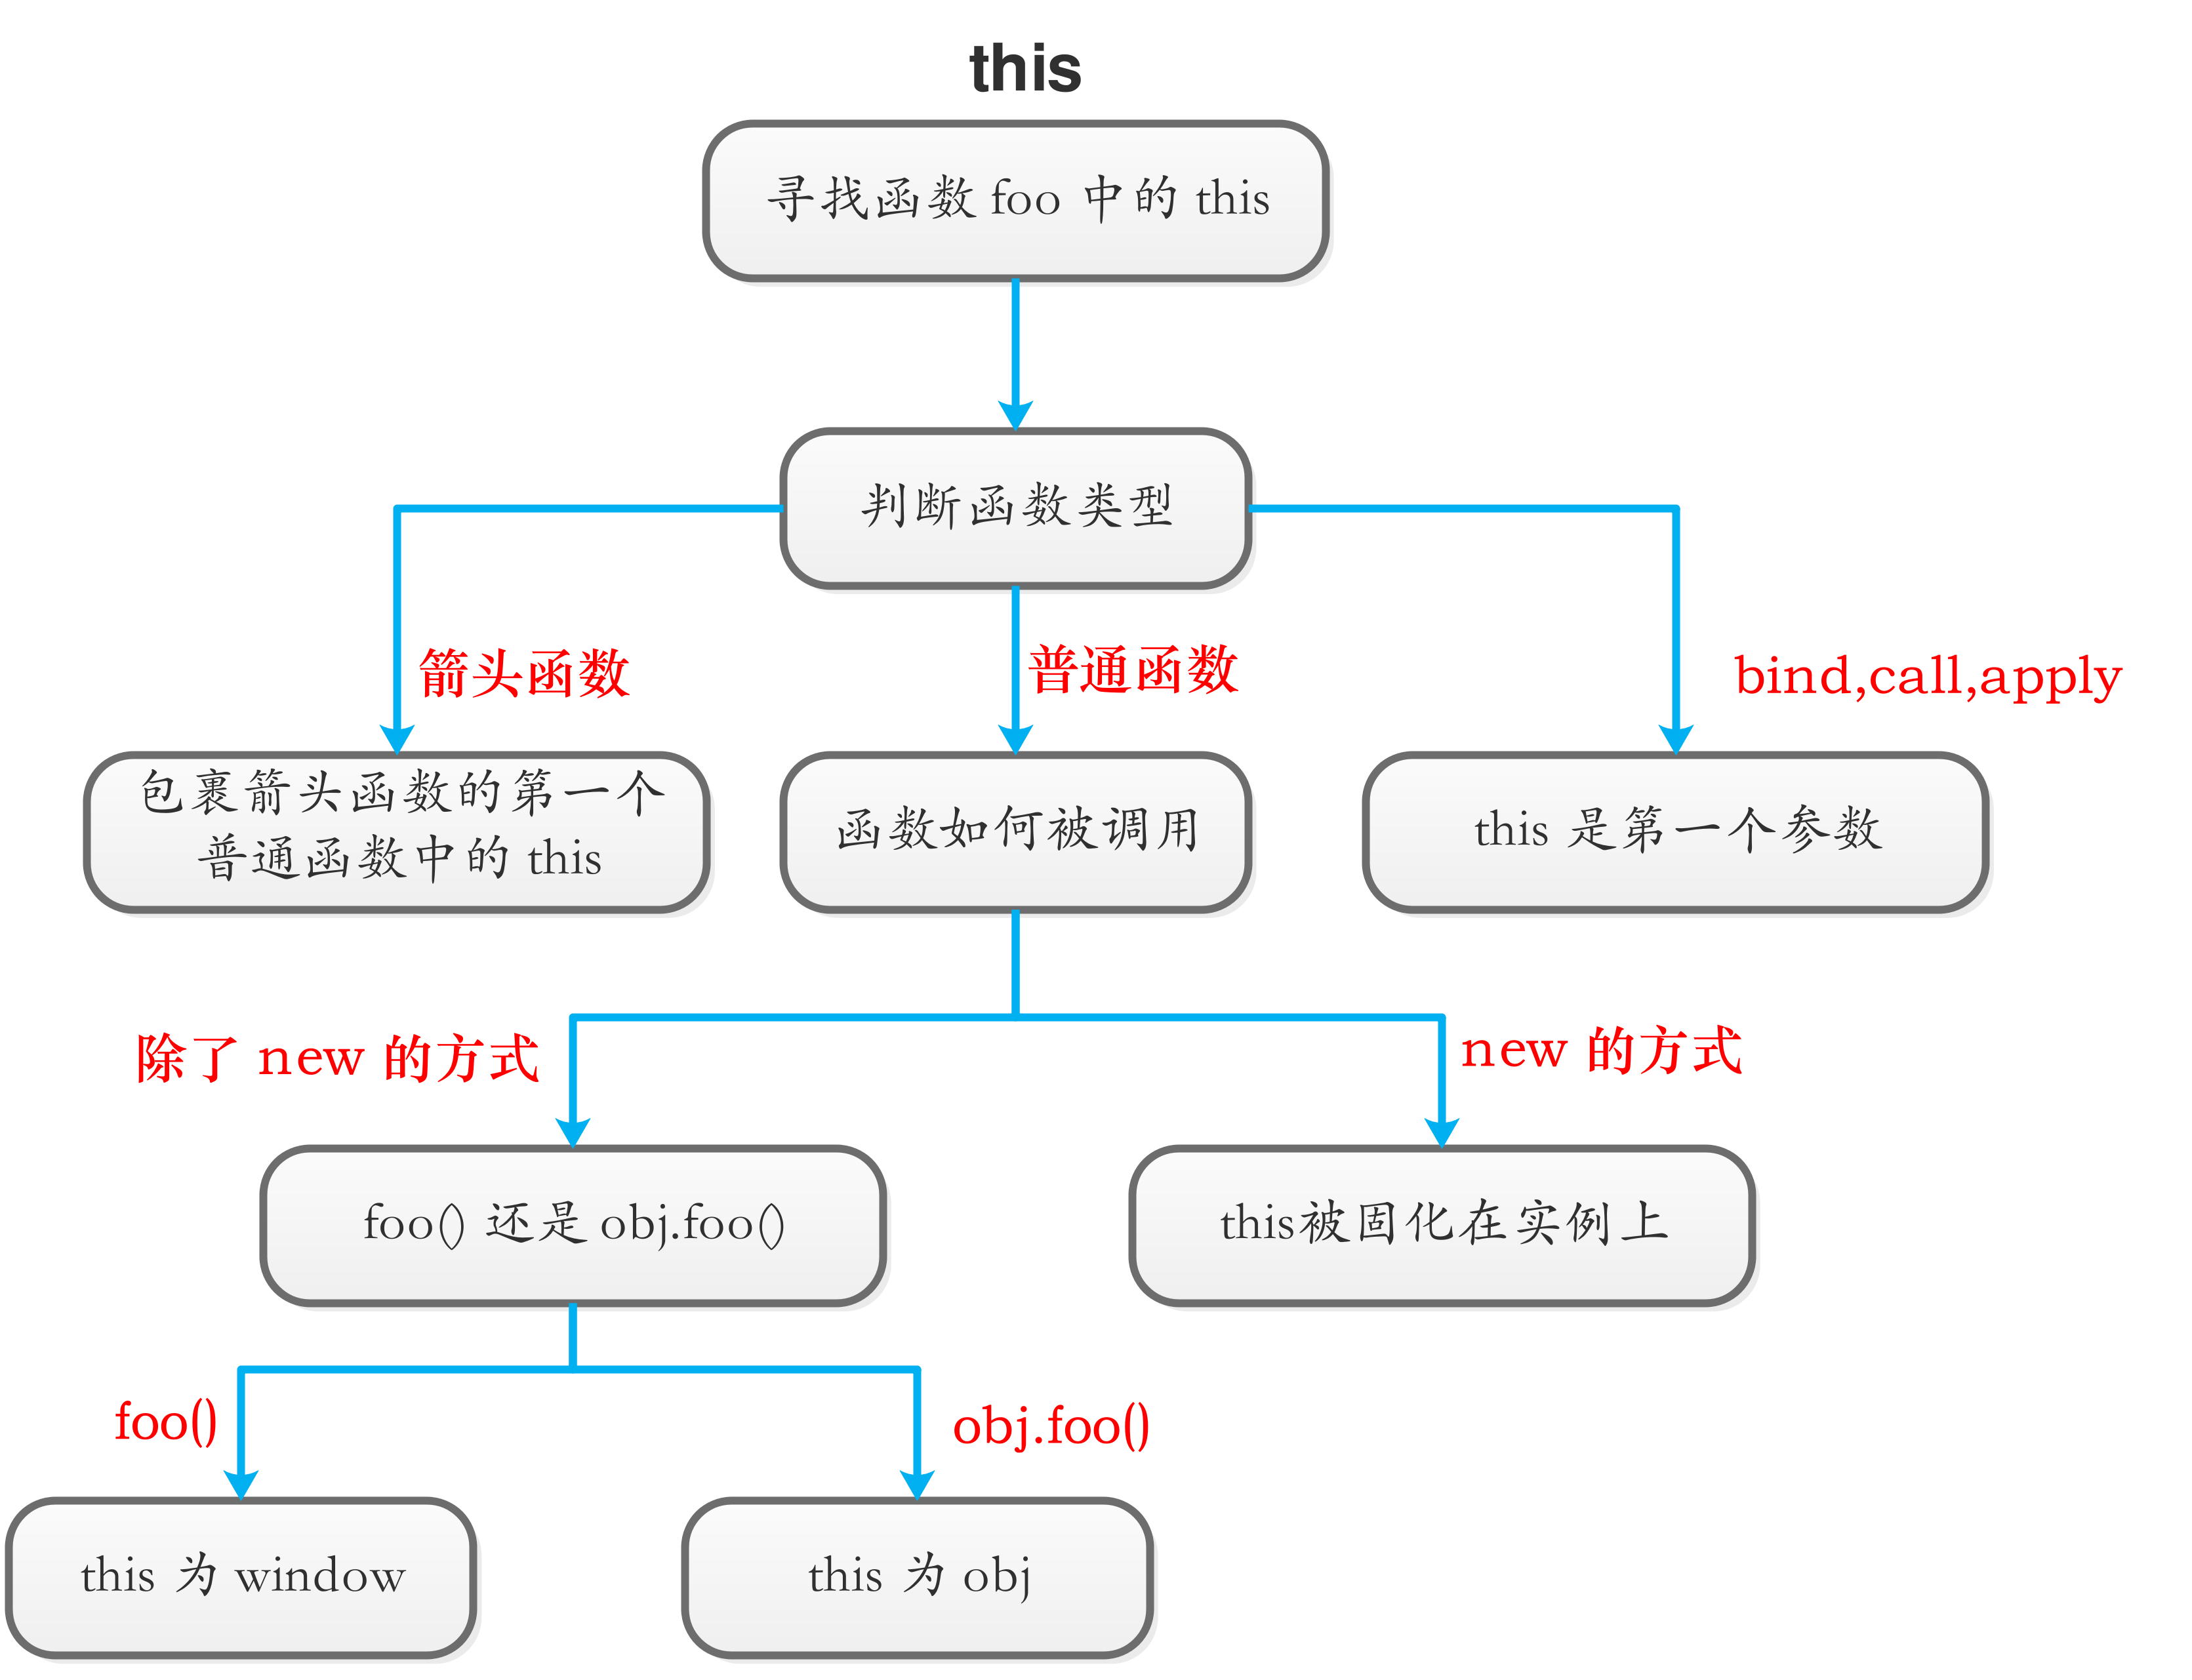 this
寻找函数 foo 中的 this
判断函数类型
箭头函数
普通函数
bind,call,apply
包裹箭头函数的第一个
普通函数中的 this
函数如何被调用
this 是第一个参数
除了 new 的方式
new 的方式
foo() 还是 obj.foo()
this被固化在实例上
foo()
obj.foo()
this 为 window
this 为 obj